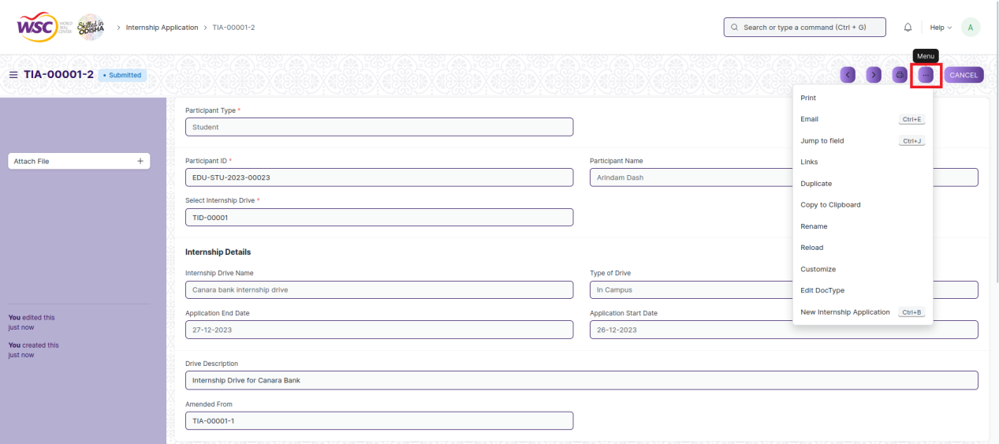 WSC WORLD SKILL CENTER Skilled in ODISHA > Internship Application > TIA-00001-2
Search or type a command (Ctrl + G)
Help
A
Menu
TIA-00001-2 • Submitted
CANCEL
Print
Email Ctrl+E
Jump to field Ctrl+J
Links
Duplicate
Copy to Clipboard
Rename
Reload
Customize
Edit DocType
New Internship Application Ctrl+B
Attach File +
You edited this
just now
You created this
just now
Participant Type *
Student
Participant ID *
EDU-STU-2023-00023
Participant Name
Arindam Dash
Select Internship Drive *
TID-00001
Internship Details
Internship Drive Name
Canara bank internship drive
Type of Drive
In Campus
Application End Date
27-12-2023
Application Start Date
26-12-2023
Drive Description
Internship Drive for Canara Bank
Amended From
TIA-00001-1